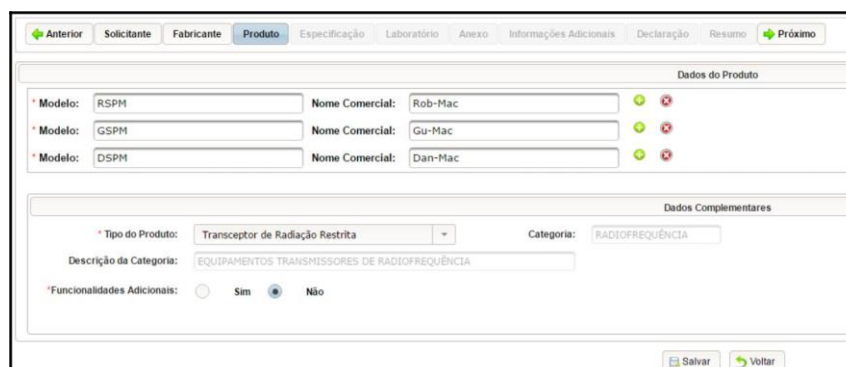 Anterior Solicitante Fabricante Produto Especificação Laboratório Anexo Informações Adicionais Declaração Resumo Próximo
Dados do Produto
* Modelo: RSPM Nome Comercial: Rob-Mac
* Modelo: GSPM Nome Comercial: Gu-Mac
* Modelo: DSPM Nome Comercial: Dan-Mac
Dados Complementares
* Tipo do Produto: Transceptor de Radiação Restrita Categoria: RADIOFREQUÊNCIA
Descrição da Categoria: EQUIPAMENTOS TRANSMISSORES DE RADIOFREQUÊNCIA
*Funcionalidades Adicionais: Sim Não
Salvar Voltar